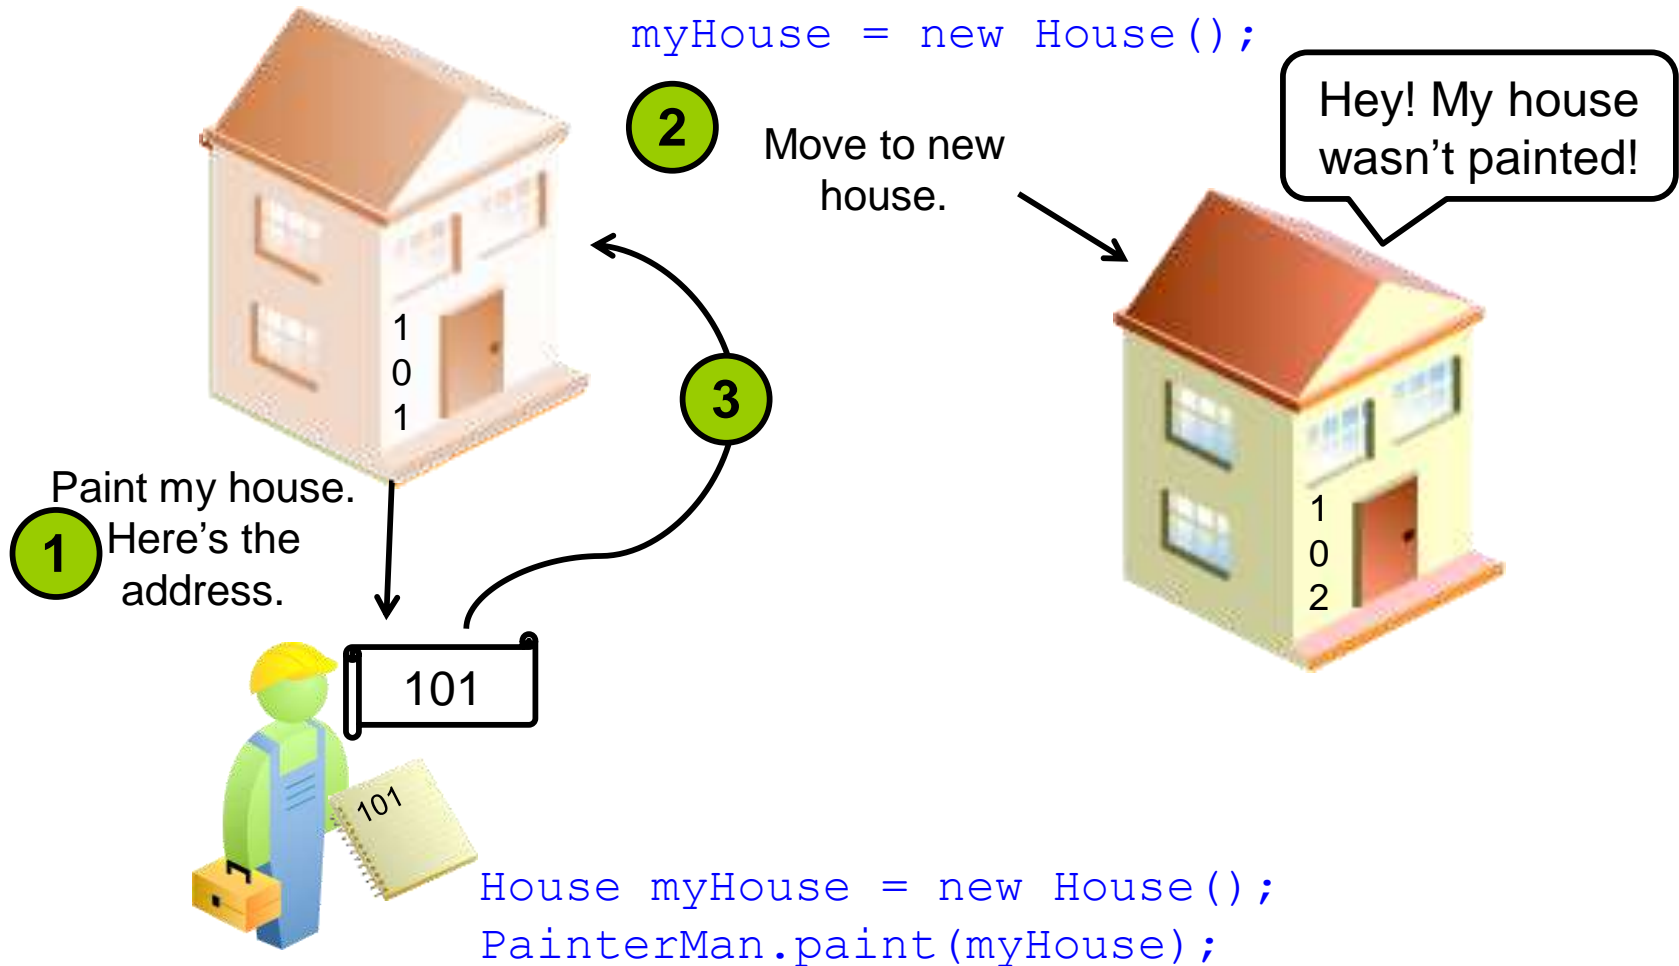 myHouse = new House();
2
Move to new
house.
Hey! My house
wasn't painted!
1
0
1
3
1
0
2
Paint my house.
1
Here's the
address.
101
101
House myHouse = new House();
PainterMan.paint(myHouse);